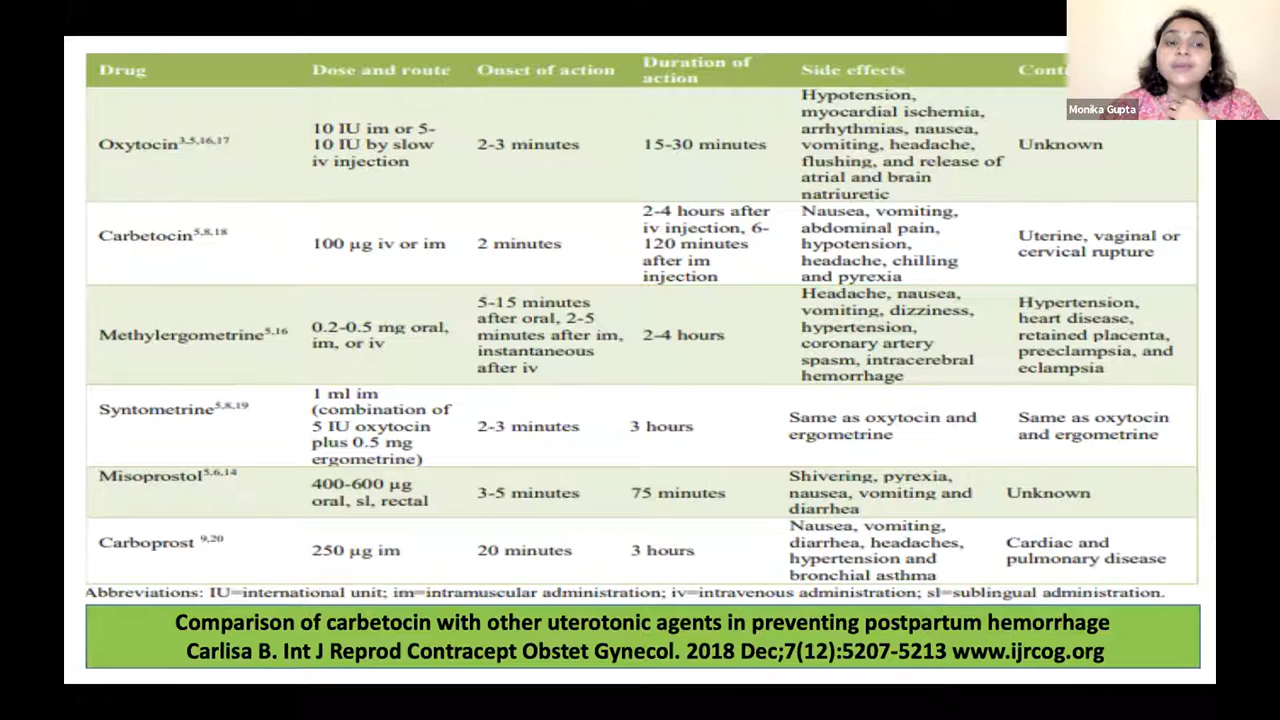 Drug
Dose and route
Onset of action
Duration of
action
Side effects
Monika Gupta
Oxytocin3,5,16,17
10 IU im or 5-
10 IU by slow
iv injection
2-3 minutes
15-30 minutes
Hypotension,
myocardial ischemia,
arrhythmias, nausea,
vomiting, headache,
flushing, and release of
atrial and brain
natriuretic
Unknown
Carbetocin5,8,18
100 µg iv or im
2 minutes
2-4 hours after
iv injection, 6-
120 minutes
after im
injection
Nausea, vomiting,
abdominal pain,
hypotension,
headache, chilling
and pyrexia
Uterine, vaginal or
cervical rupture
Methylergometrine5,16
0.2-0.5 mg oral,
im, or iv
5-15 minutes
after oral, 2-5
minutes after im,
instantaneous
after iv
2-4 hours
Headache, nausea,
vomiting, dizziness,
hypertension,
coronary artery
spasm, intracerebral
hemorrhage
Hypertension,
heart disease,
retained placenta,
preeclampsia, and
eclampsia
Syntometrine5,8,19
1 ml im
(combination of
5 IU oxytocin
plus 0.5 mg
ergometrine)
2-3 minutes
3 hours
Same as oxytocin and
ergometrine
Same as oxytocin
and ergometrine
Misoprostol5,6,14
400-600 µg
oral, sl, rectal
3-5 minutes
75 minutes
Shivering, pyrexia,
nausea, vomiting and
diarrhea
Unknown
Carboprost 9,20
250 µg im
20 minutes
3 hours
Nausea, vomiting,
diarrhea, headaches,
hypertension and
bronchial asthma
Cardiac and
pulmonary disease
Abbreviations: IU=international unit; im=intramuscular administration; iv=intravenous administration; sl=sublingual administration.
Comparison of carbetocin with other uterotonic agents in preventing postpartum hemorrhage
Carlisa B. Int J Reprod Contracept Obstet Gynecol. 2018 Dec;7(12):5207-5213 www.ijrcog.org